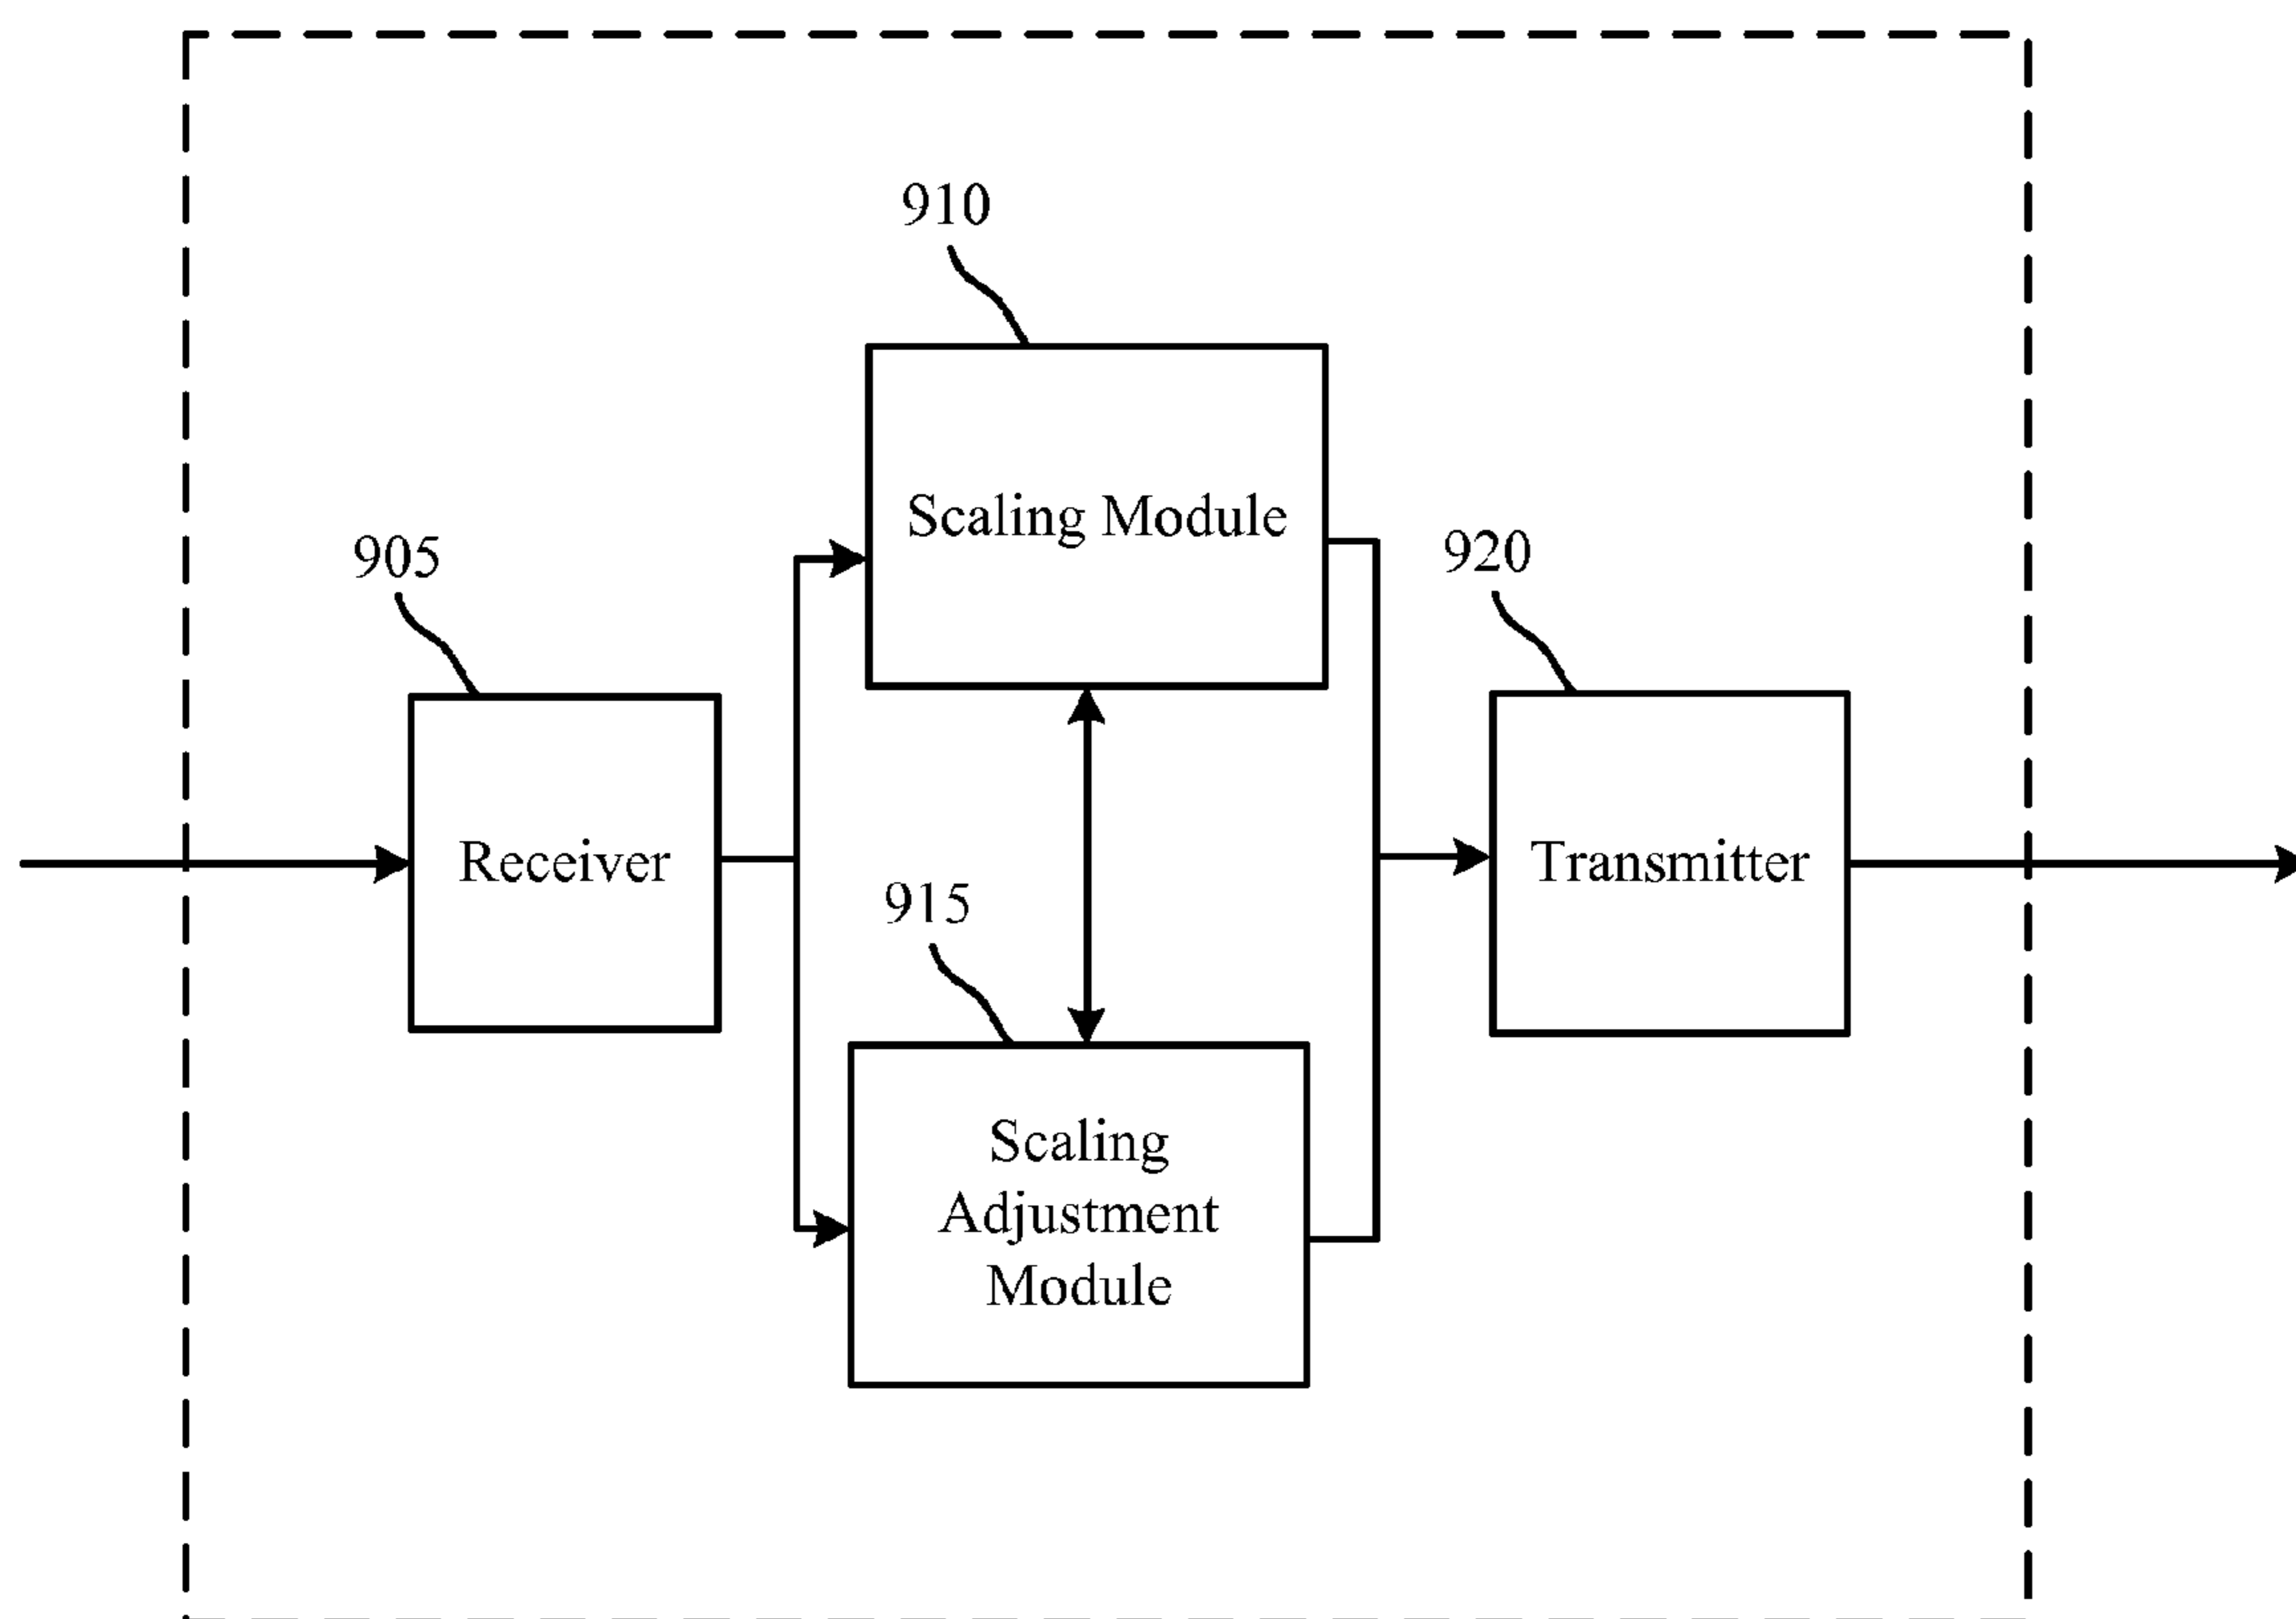 910
Scaling Module
905
920
Receiver
Transmitter
915
Scaling
Adjustment
Module